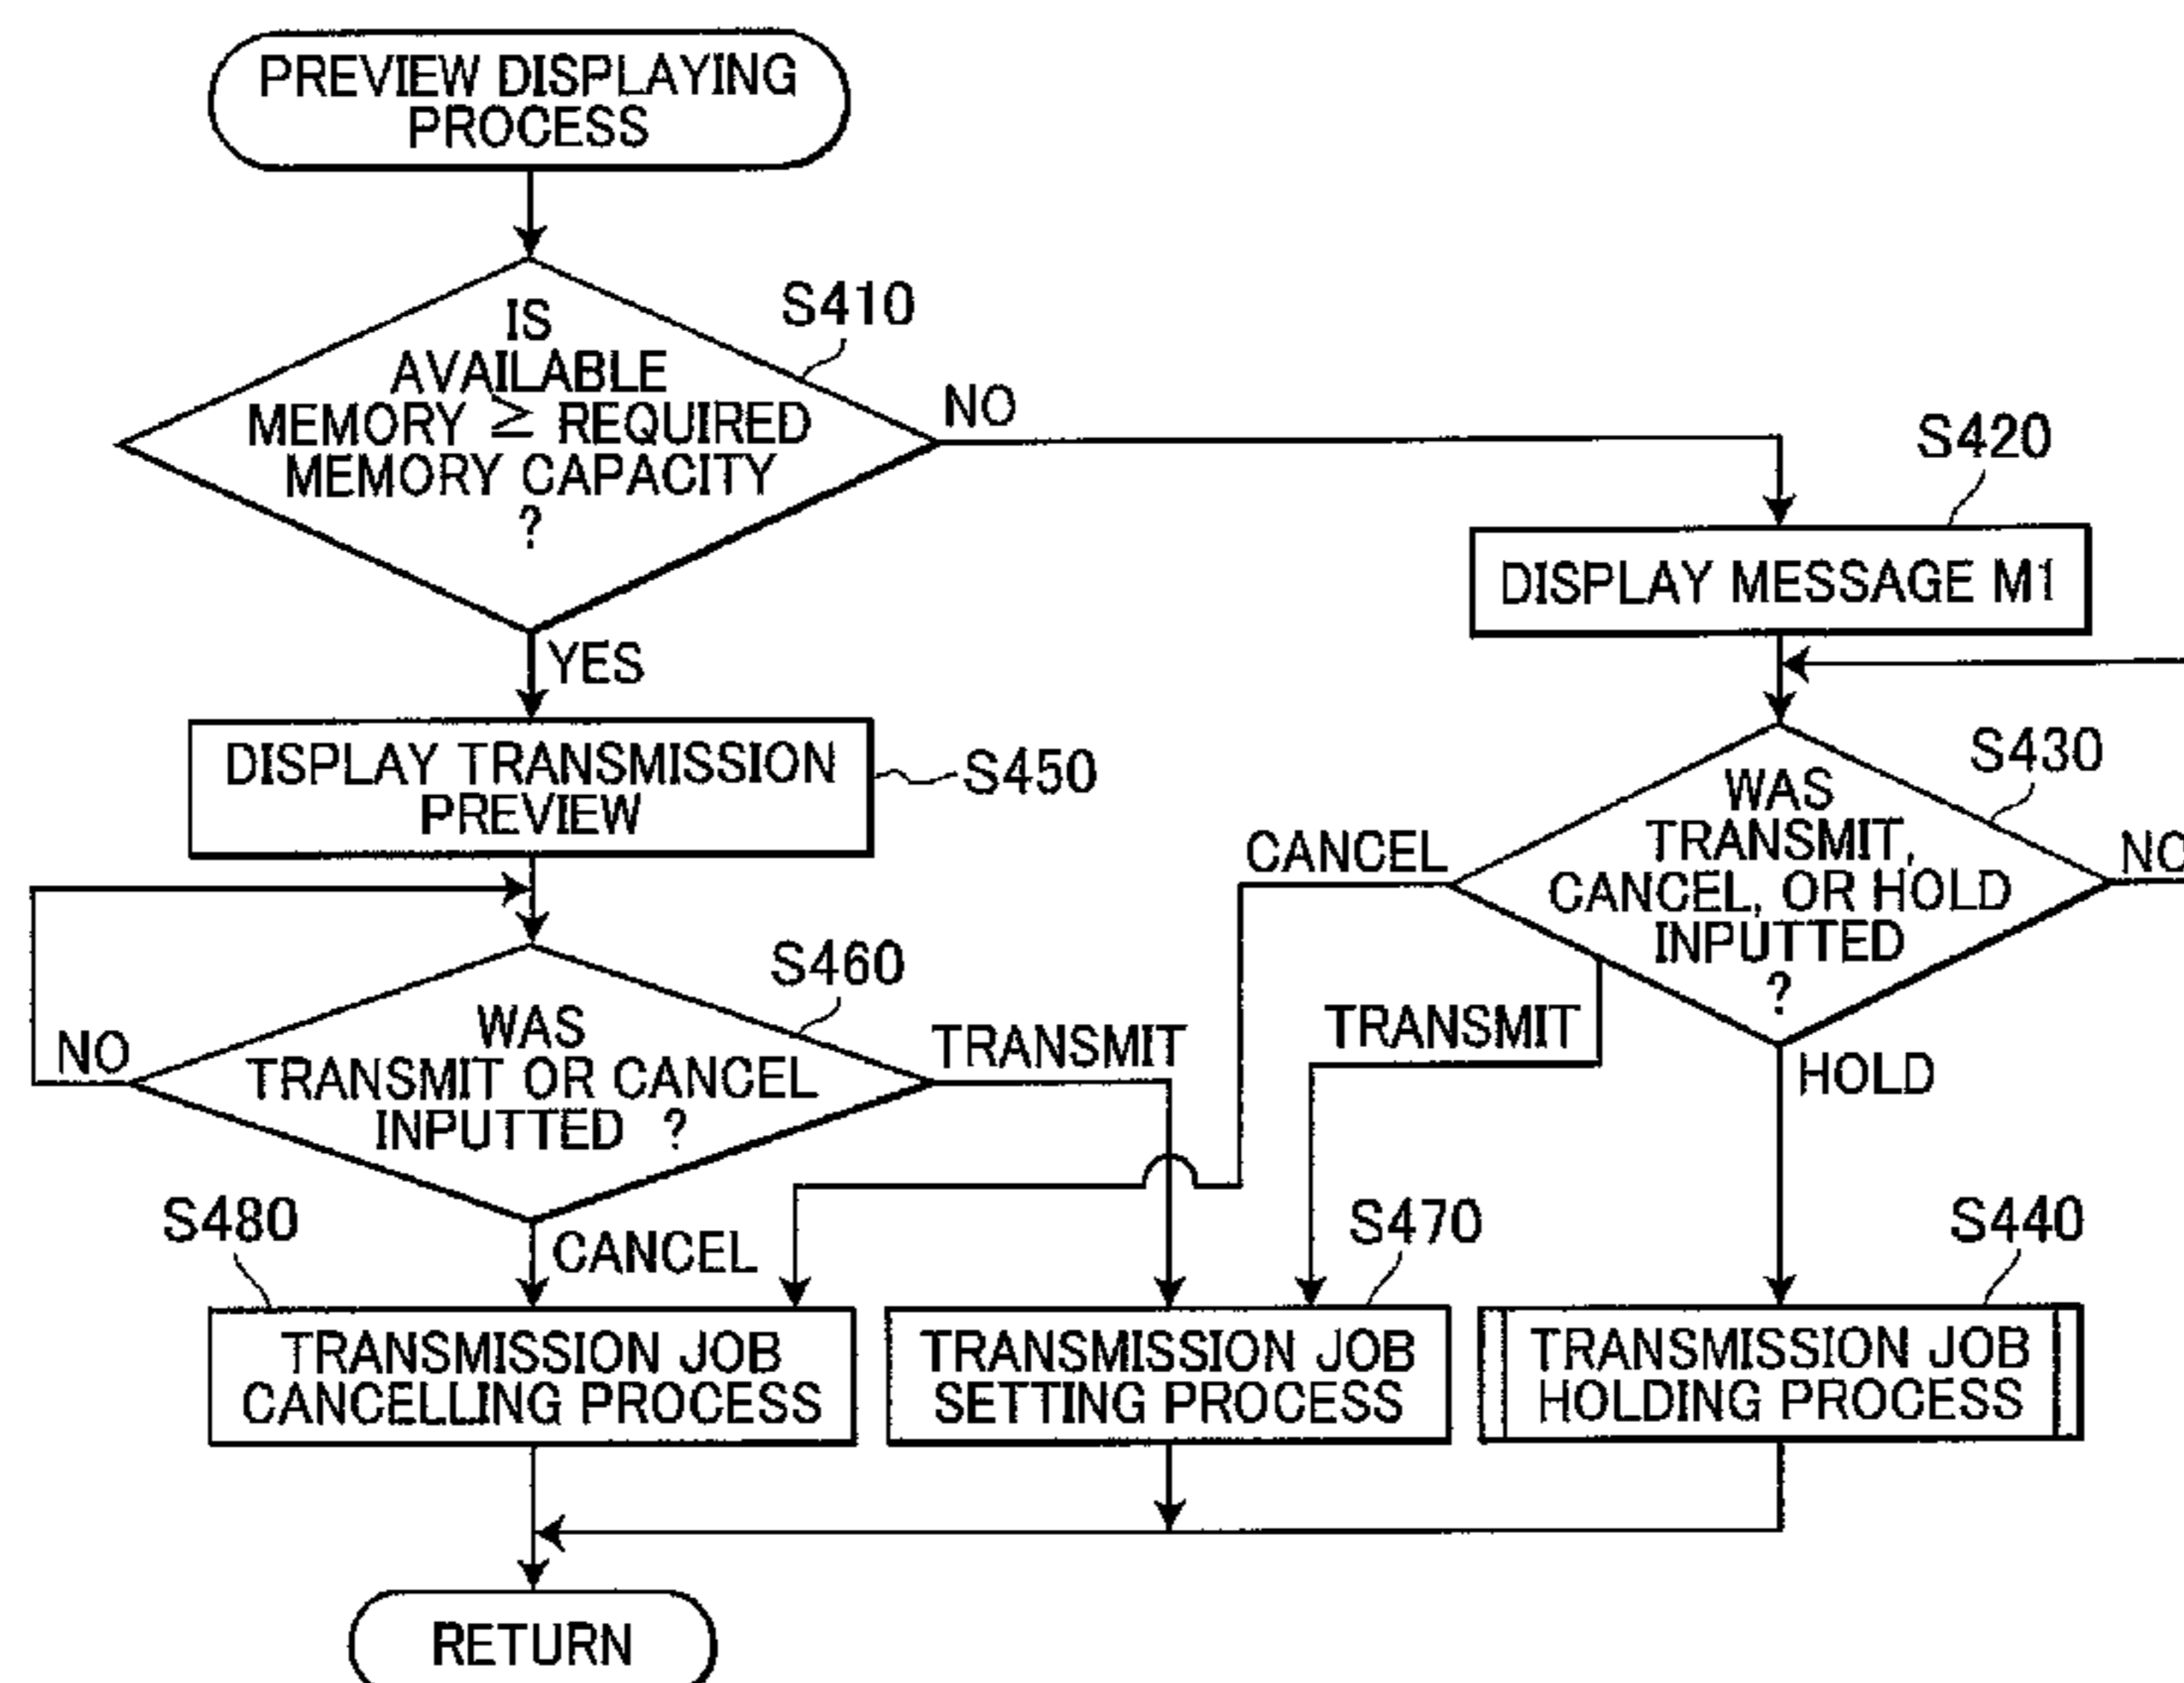 PREVIEW DISPLAYING
PROCESS
S410
IS
AVAILABLE
MEMORY ≧ REQUIRED
MEMORY CAPACITY
?
NO
YES
S420
DISPLAY MESSAGE M1
DISPLAY TRANSMISSION
PREVIEW
S450
S430
WAS
TRANSMIT,
CANCEL, OR HOLD
INPUTTED
?
CANCEL
NO
TRANSMIT
HOLD
S460
WAS
TRANSMIT OR CANCEL
INPUTTED ?
NO
TRANSMIT
CANCEL
S480
TRANSMISSION JOB
CANCELLING PROCESS
S470
TRANSMISSION JOB
SETTING PROCESS
S440
TRANSMISSION JOB
HOLDING PROCESS
RETURN